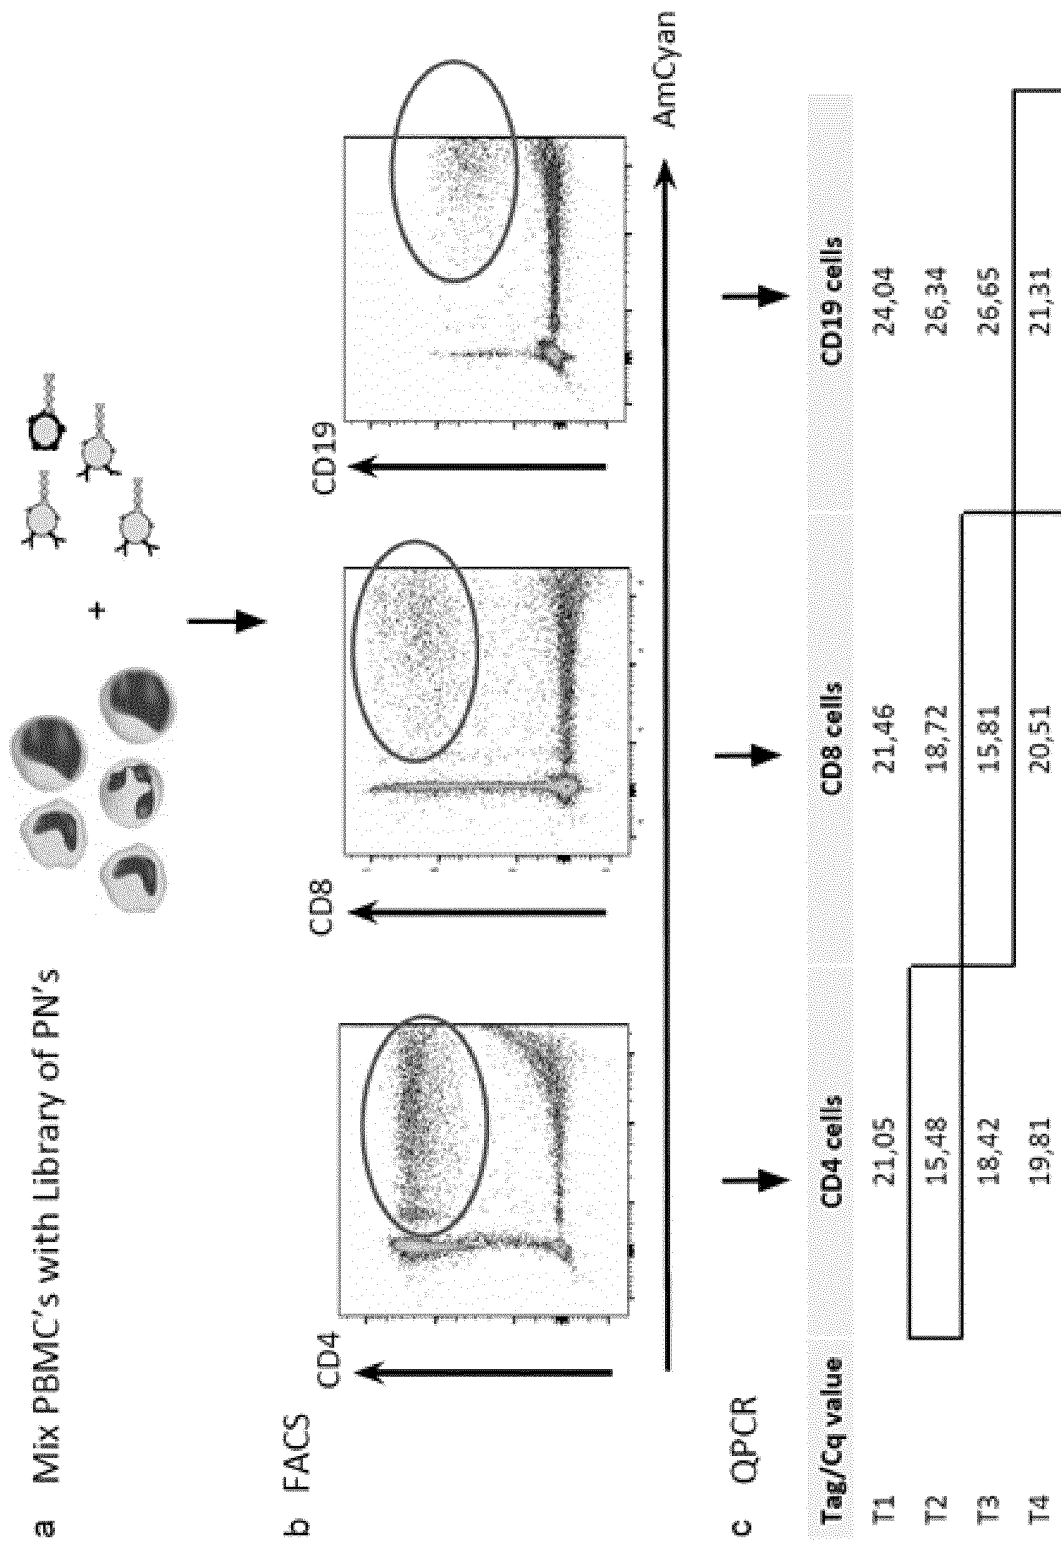 a Mix PBMC's with Library of PN's
+
b FACS
CD4
CD8
CD19
AmCyan
c QPCR
Tag/Cq value CD4 cells CD8 cells CD19 cells
T1 21,05 21,46 24,04
T2 15,48 18,72 26,34
T3 18,42 15,81 26,65
T4 19,81 20,51 21,31